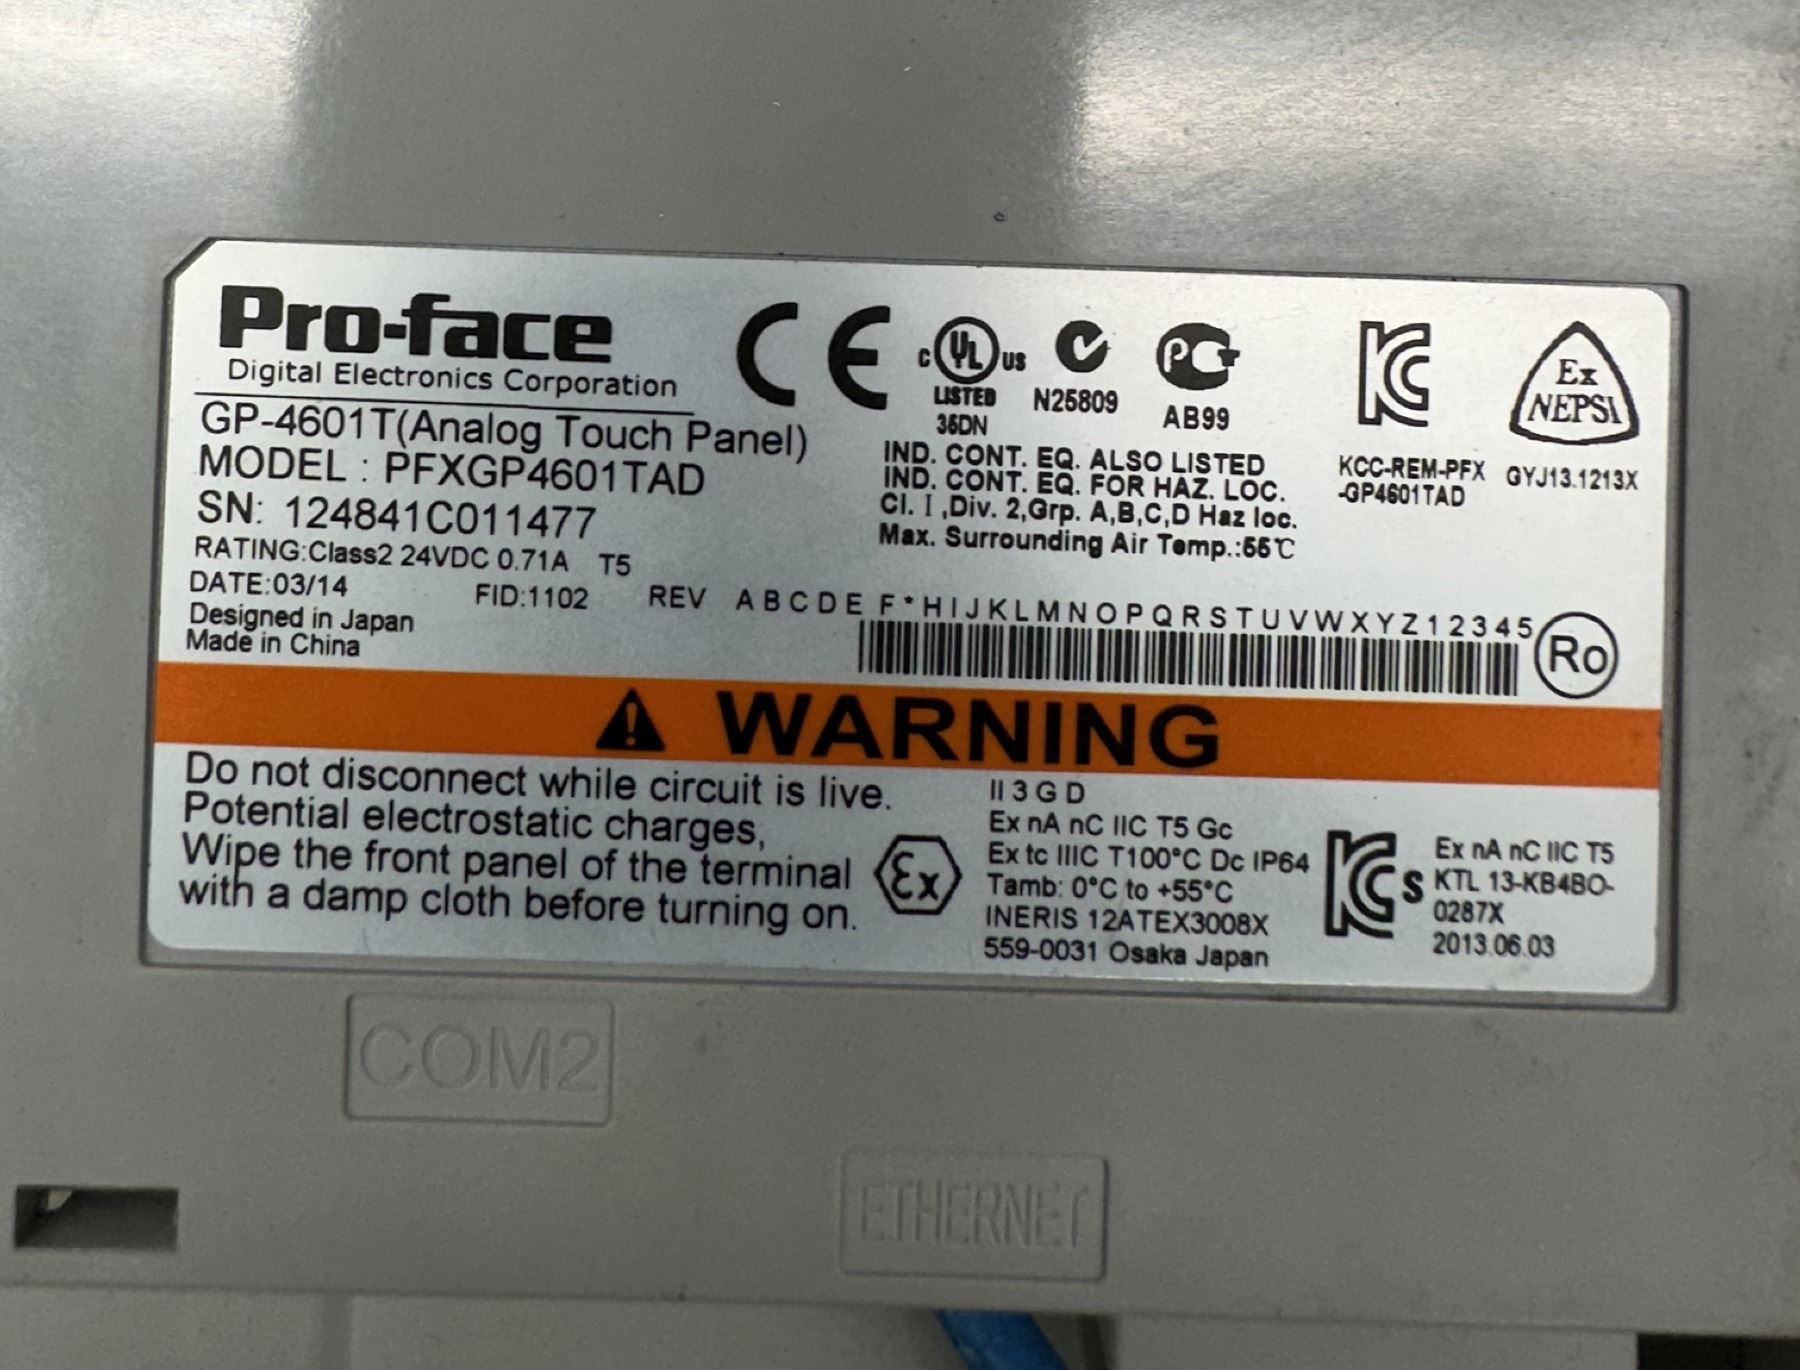 Pro-face
Digital Electronics Corporation
GP-4601T(Analog Touch Panel)
MODEL : PFXGP4601TAD
SN: 124841C011477
RATING:Class2 24VDC 0.71A T5
DATE:03/14 FID:1102 REV A B C D E F * H I J K L M N O P Q R S T U V W X Y Z 1 2 3 4 5
Designed in Japan
Made in China
CE
c UL us
LISTED
36DN
N25809
PCT
AB99
IND. CONT. EQ. ALSO LISTED
IND. CONT. EQ. FOR HAZ. LOC.
Cl. I ,Div. 2,Grp. A,B,C,D Haz loc.
Max. Surrounding Air Temp.:55℃
KC
KCC-REM-PFX
-GP4601TAD
Ex
NEPSI
GYJ13.1213X
Ro
WARNING
Do not disconnect while circuit is live.
Potential electrostatic charges,
Wipe the front panel of the terminal
with a damp cloth before turning on.
Ex
II 3 G D
Ex nA nC IIC T5 Gc
Ex tc IIIC T100°C Dc IP64
Tamb: 0°C to +55°C
INERIS 12ATEX3008X
559-0031 Osaka Japan
KCs
Ex nA nC IIC T5
KTL 13-KB4BO-
0287X
2013.06.03
COM2
ETHERNET